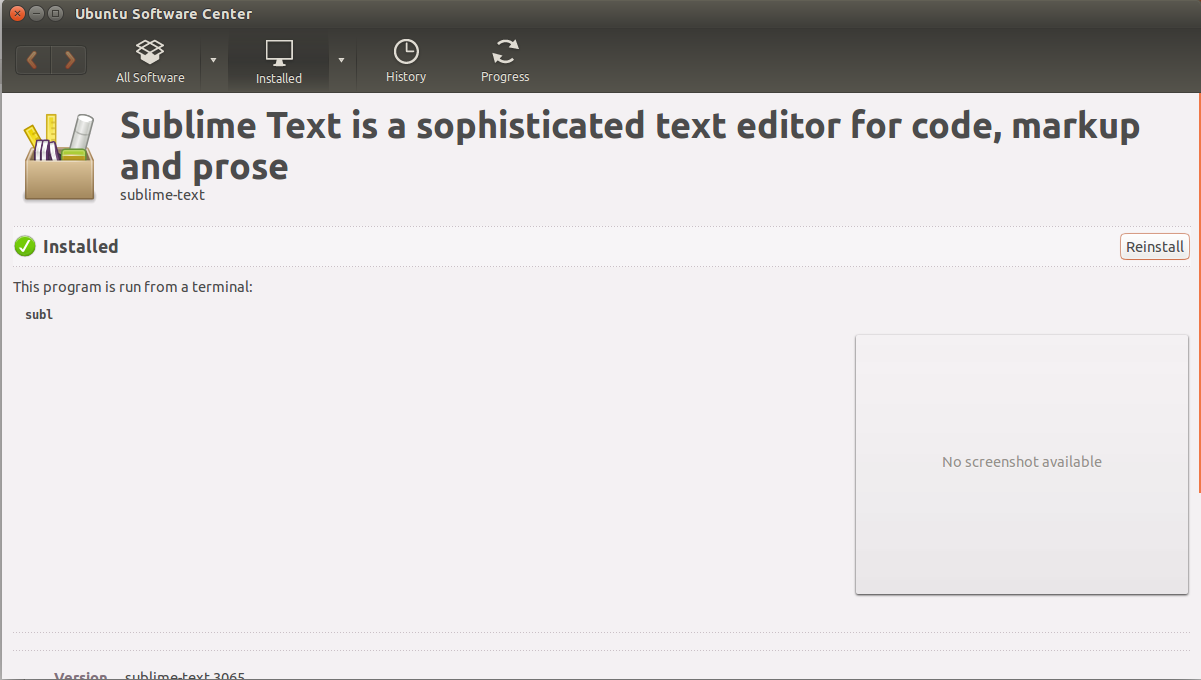 Ubuntu Software Center
All Software
Installed
History
Progress
Sublime Text is a sophisticated text editor for code, markup
and prose
sublime-text
Installed
Reinstall
This program is run from a terminal:
subl
No screenshot available
Version sublime-text 3065